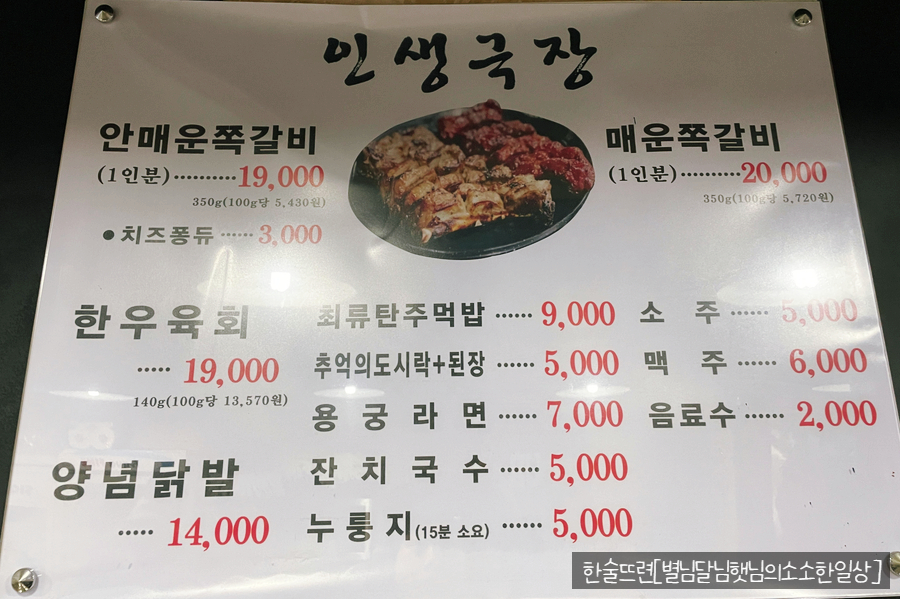 인생극장
안매운쪽갈비
(1인분)··········19,000
350g(100g당 5,430원)
●치즈퐁듀 ······ 3,000
매운쪽갈비
(1인분)··········20,000
350g(100g당 5,720원)
한우육회
····· 19,000
140g(100g당 13,570원)
양념닭발
····· 14,000
최류탄주먹밥 ······ 9,000
추억의도시락+된장 ······ 5,000
용궁라면 ······ 7,000
잔치국수 ······ 5,000
누룽지(15분 소요) ······ 5,000
소주 ······ 5,000
맥주 ······ 6,000
음료수 ······ 2,000
한술뜨련[별님달님햇님의소소한일상]